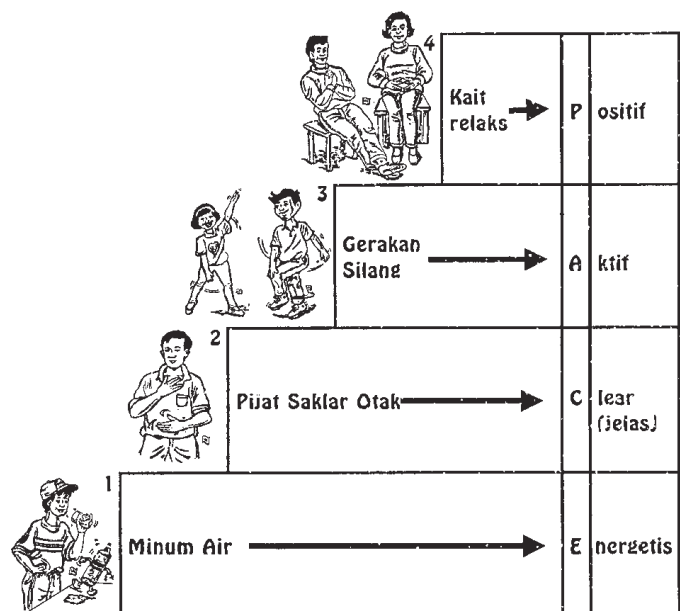 4
Kait
relaks
P ositif
3
Gerakan
Silang
A ktif
2
Pijat Saklar Otak
C lear
(jelas)
1
Minum Air
E nergetis